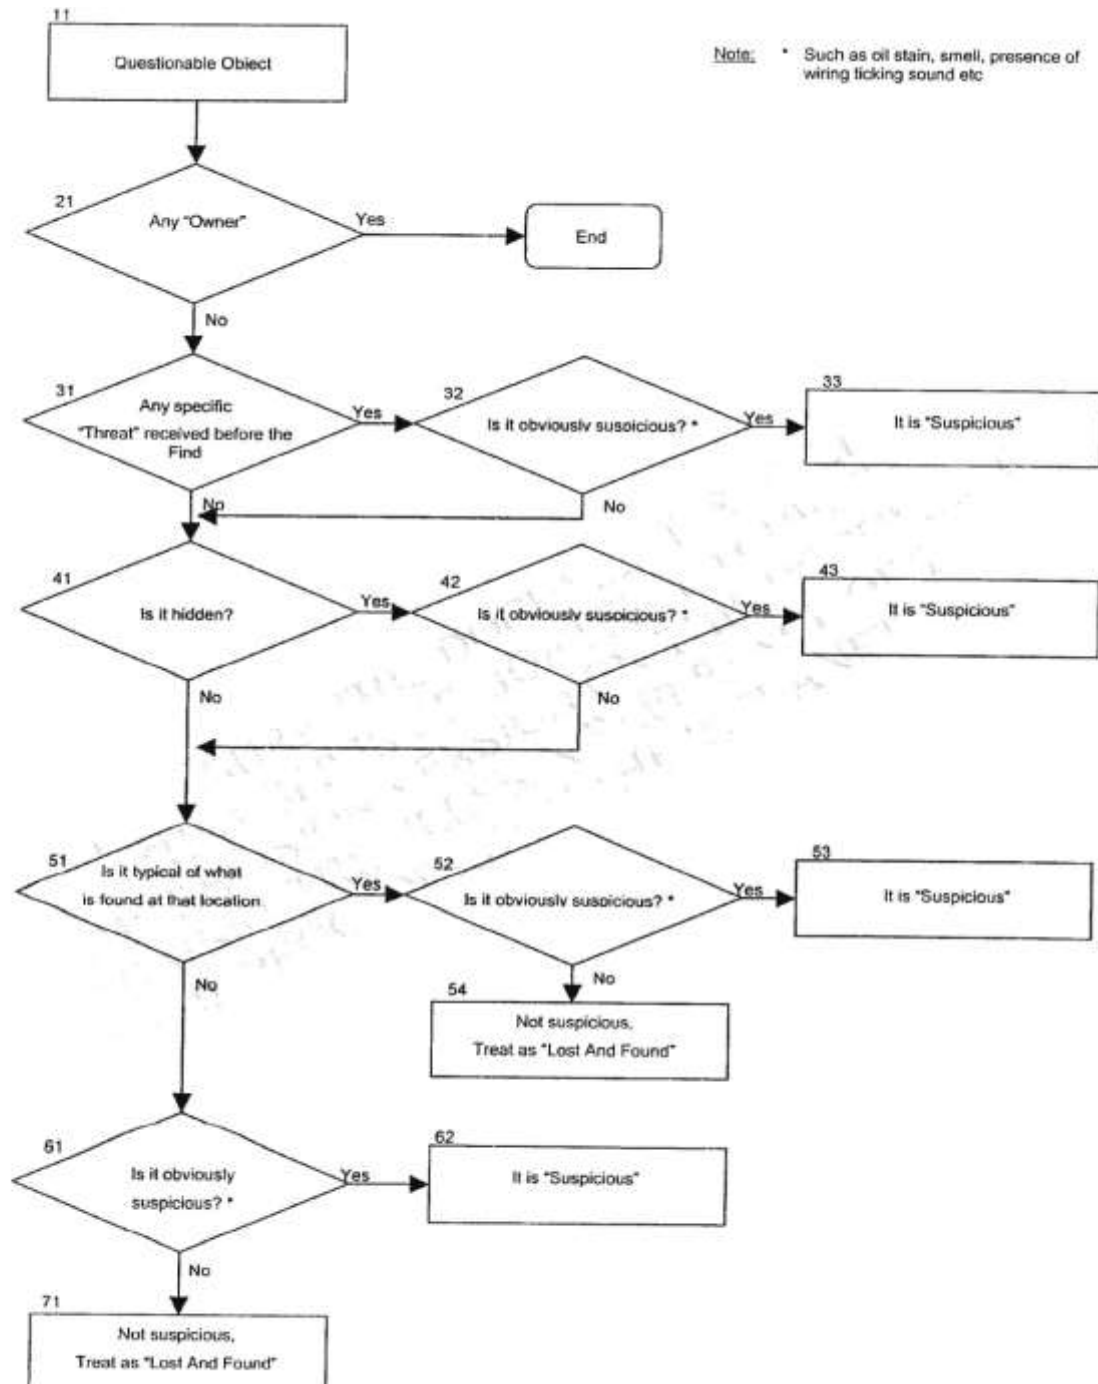 11
Questionable Object
Note: * Such as oil stain, smell, presence of
wiring ticking sound etc
21
Any "Owner"
Yes
End
No
31
Any specific
"Threat" received before the
Find
Yes
32
Is it obviously suspicious? *
Yes
33
It is "Suspicious"
No
No
41
Is it hidden?
Yes
42
Is it obviously suspicious? *
Yes
43
It is "Suspicious"
No
No
51
Is it typical of what
is found at that location
Yes
52
Is it obviously suspicious? *
Yes
53
It is "Suspicious"
No
No
54
Not suspicious,
Treat as "Lost And Found"
61
Is it obviously
suspicious? *
Yes
62
It is "Suspicious"
No
71
Not suspicious,
Treat as "Lost And Found"